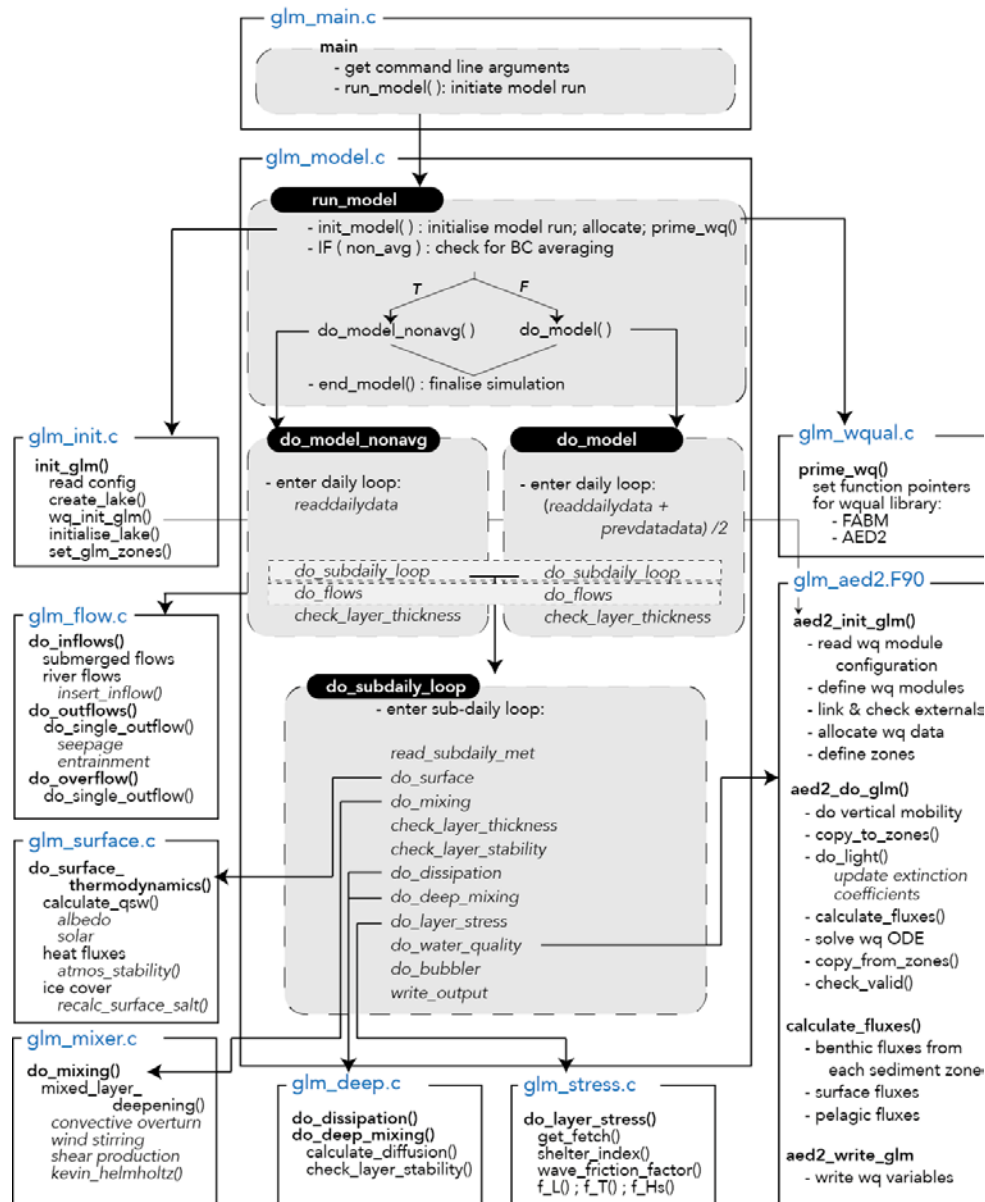 glm_main.c
main
- get command line arguments
- run_model( ): initiate model run
glm_model.c
run_model
- init_model( ) : initialise model run; allocate; prime_wq()
- IF ( non_avg ) : check for BC averaging
T
F
do_model_nonavg( )
do_model( )
- end_model() : finalise simulation
glm_init.c
init_glm()
read config
create_lake()
wq_init_glm()
initialise_lake()
set_glm_zones()
do_model_nonavg
- enter daily loop:
readdailydata
do_subdaily_loop
do_flows
check_layer_thickness
do_model
- enter daily loop:
(readdailydata +
prevdatadata) /2
do_subdaily_loop
do_flows
check_layer_thickness
glm_wqual.c
prime_wq()
set function pointers
for wqual library:
- FABM
- AED2
glm_flow.c
do_inflows()
submerged flows
river flows
insert_inflow()
do_outflows()
do_single_outflow()
seepage
entrainment
do_overflow()
do_single_outflow()
do_subdaily_loop
- enter sub-daily loop:
read_subdaily_met
do_surface
do_mixing
check_layer_thickness
check_layer_stability
do_dissipation
do_deep_mixing
do_layer_stress
do_water_quality
do_bubbler
write_output
glm_aed2.F90
aed2_init_glm()
- read wq module
configuration
- define wq modules
- link & check externals
- allocate wq data
- define zones
aed2_do_glm()
- do vertical mobility
- copy_to_zones()
- do_light()
update extinction
coefficients
- calculate_fluxes()
- solve wq ODE
- copy_from_zones()
- check_valid()
calculate_fluxes()
- benthic fluxes from
each sediment zone
- surface fluxes
- pelagic fluxes
aed2_write_glm
- write wq variables
glm_surface.c
do_surface_
thermodynamics()
calculate_qsw()
albedo
solar
heat fluxes
atmos_stability()
ice cover
recalc_surface_salt()
glm_mixer.c
do_mixing()
mixed_layer_
deepening()
convective overturn
wind stirring
shear production
kevin_helmholtz()
glm_deep.c
do_dissipation()
do_deep_mixing()
calculate_diffusion()
check_layer_stability()
glm_stress.c
do_layer_stress()
get_fetch()
shelter_index()
wave_friction_factor()
f_L() ; f_T() ; f_Hs()